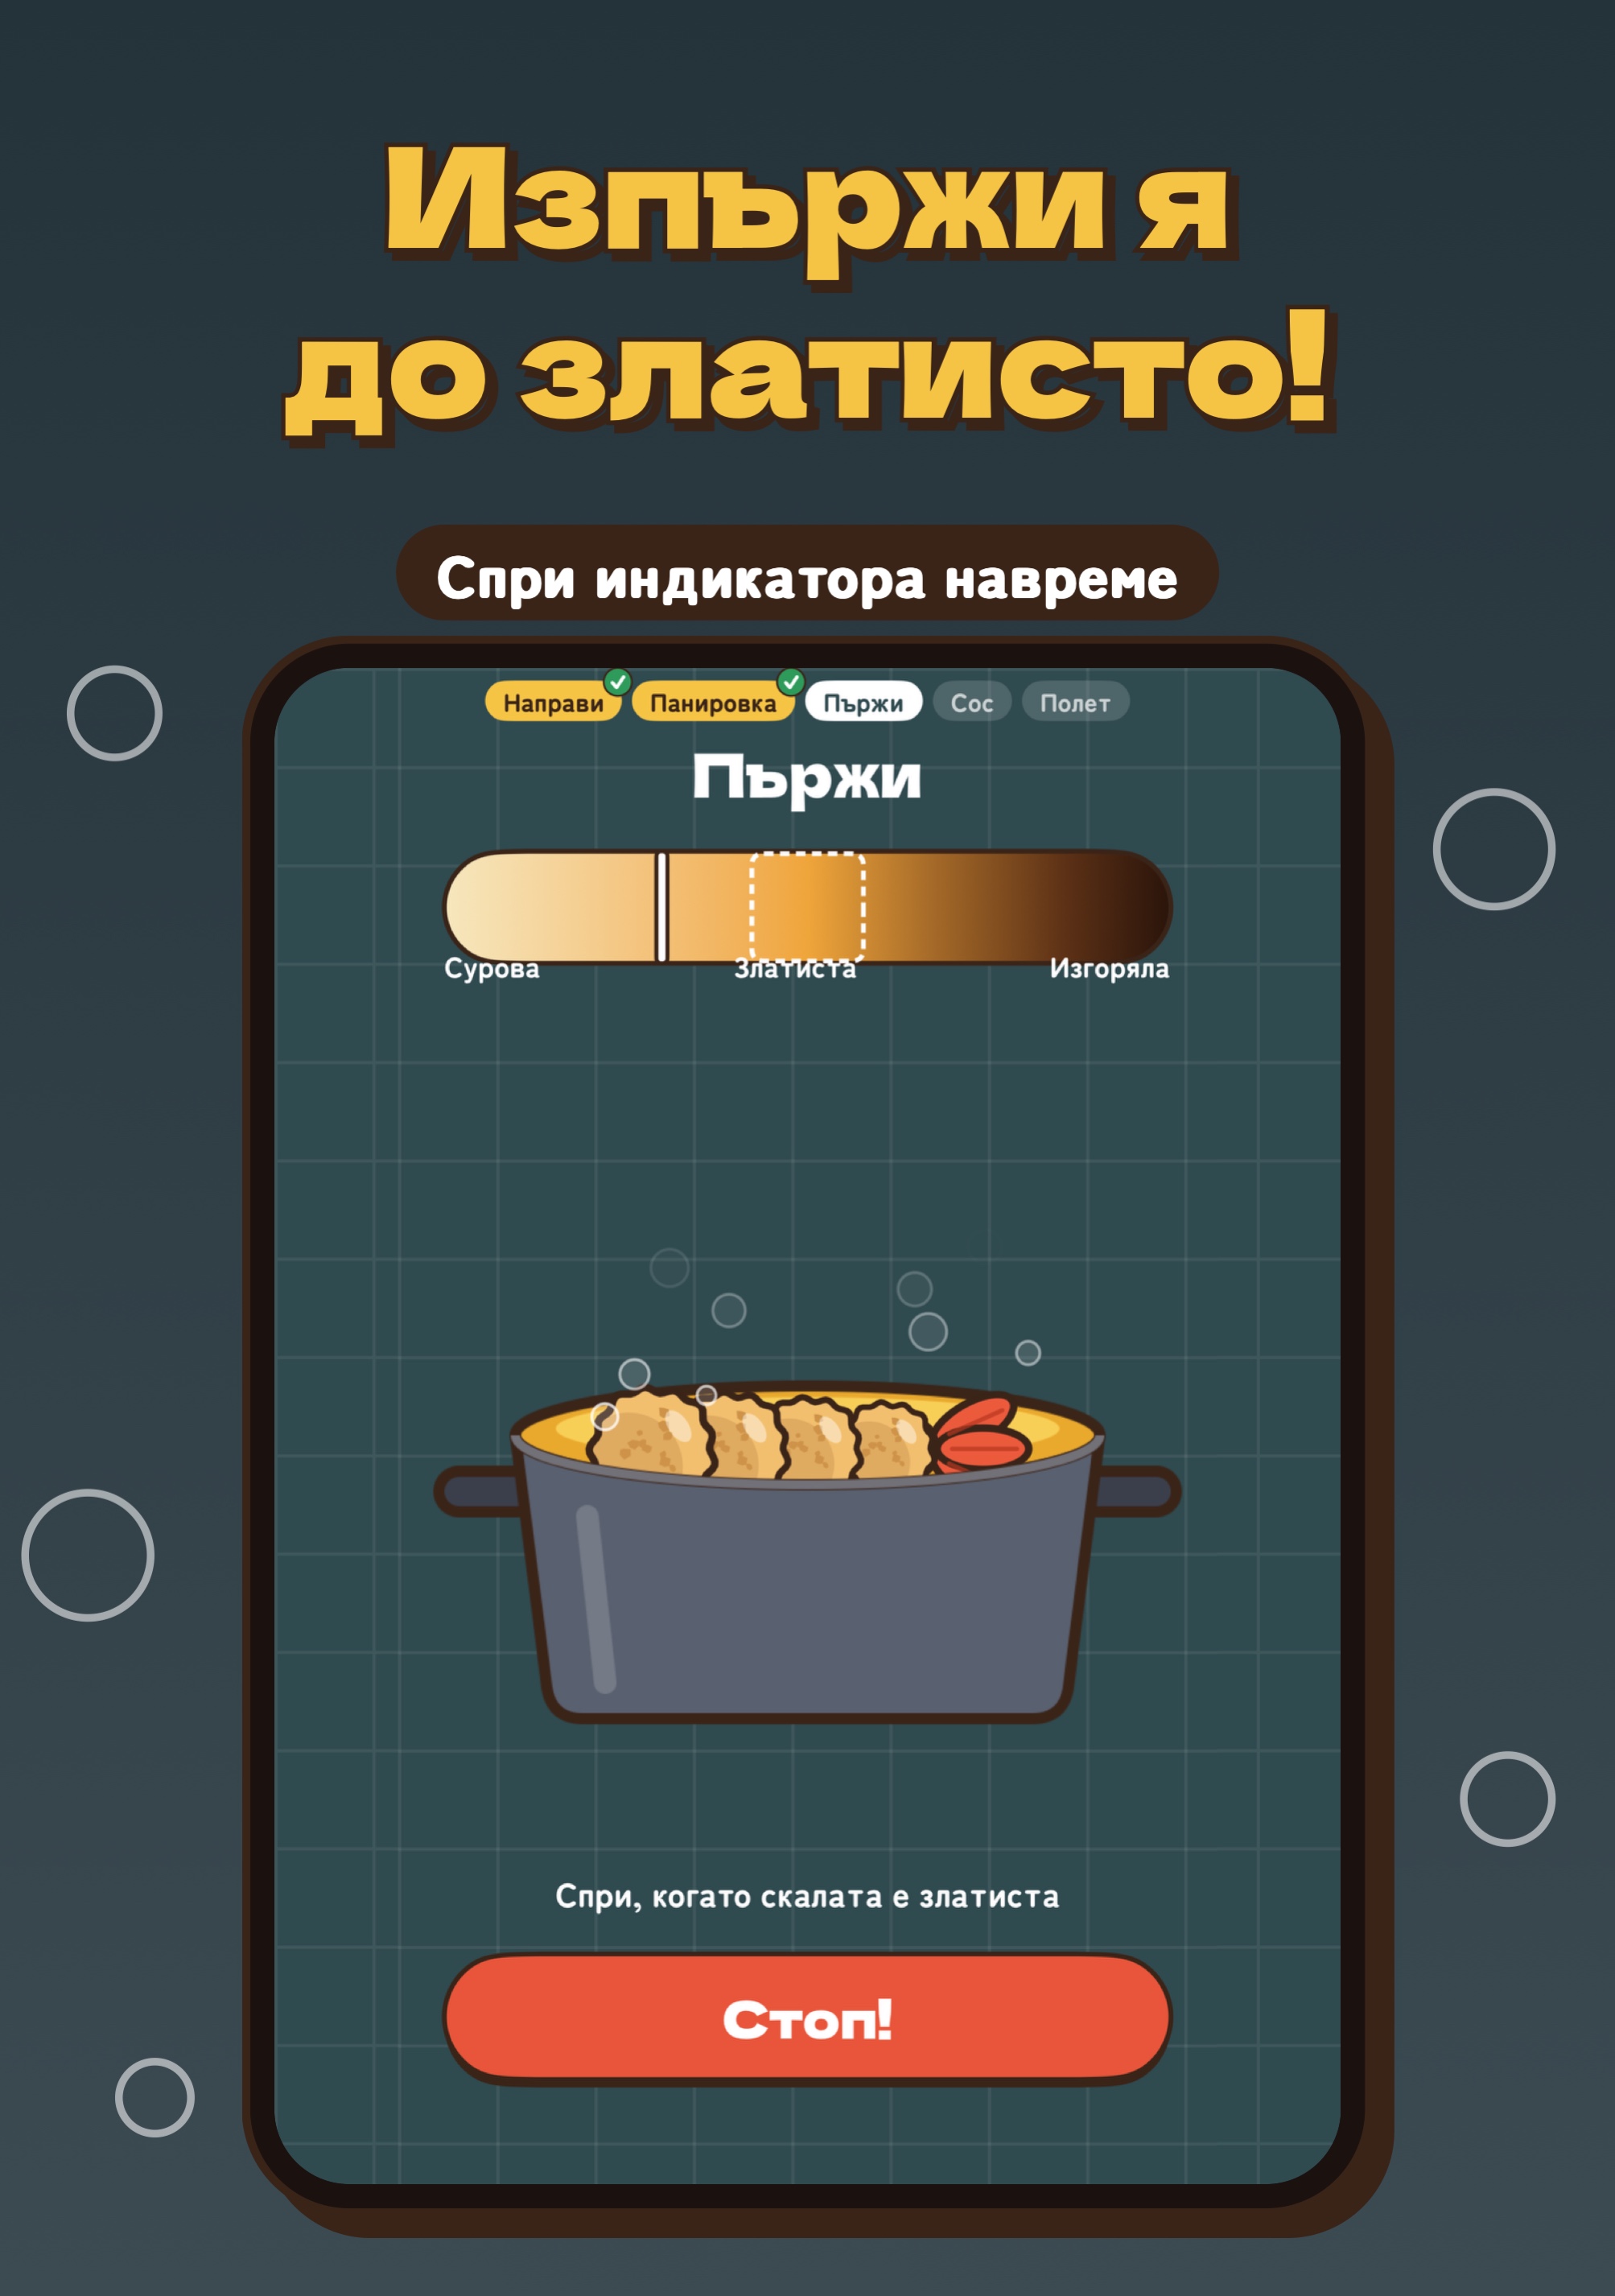 Изпържи я
до златисто!
Спри индикатора навреме
Направи Панировка Пържи Сос Полет
Пържи
Сурова Златиста Изгоряла
Спри, когато скалата е златиста
Стоп!